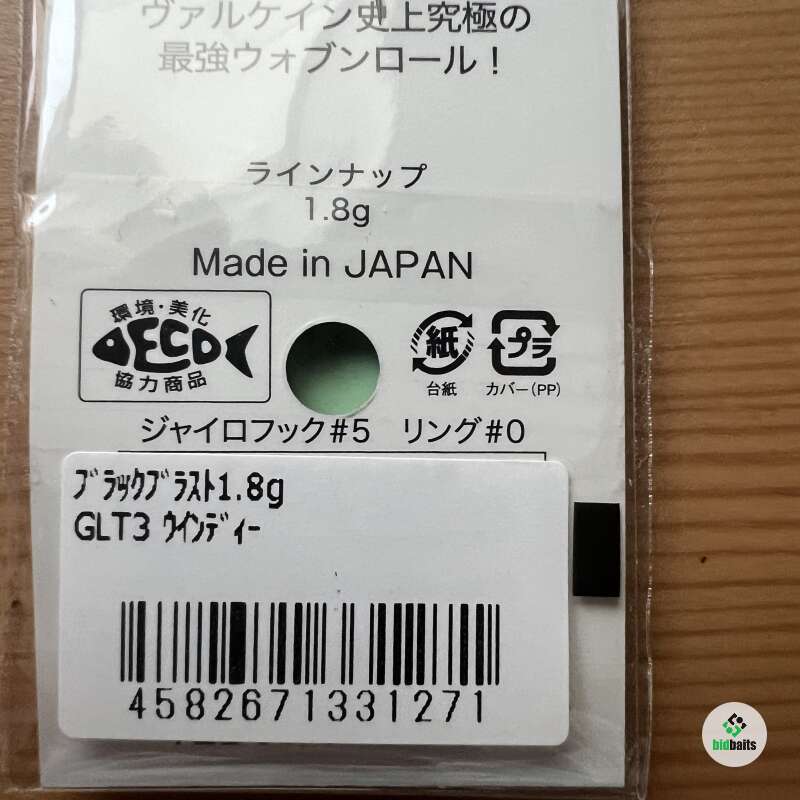 ヴァルケイン史上究極の
最強ウォブンロール！
ラインナップ
1.8g
Made in JAPAN
環境・美化
ECO
協力商品
紙
台紙
プラ
カバー(PP)
ジャイロフック#5 リング#0
ﾌﾞﾗｯｸﾌﾞﾗｽﾄ1.8g
GLT3 ｳｲﾝﾃﾞｨｰ
4582671331271
bidbaits